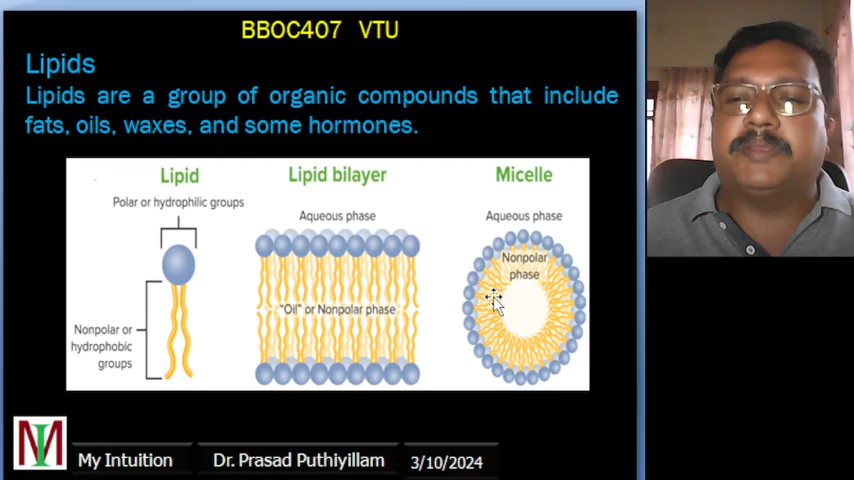 BBOC407 VTU
Lipids
Lipids are a group of organic compounds that include
fats, oils, waxes, and some hormones.
Lipid
Polar or hydrophilic groups
Nonpolar or
hydrophobic
groups
Lipid bilayer
Aqueous phase
"Oil" or Nonpolar phase
Micelle
Aqueous phase
Nonpolar
phase
MI
My Intuition
Dr. Prasad Puthiyillam
3/10/2024